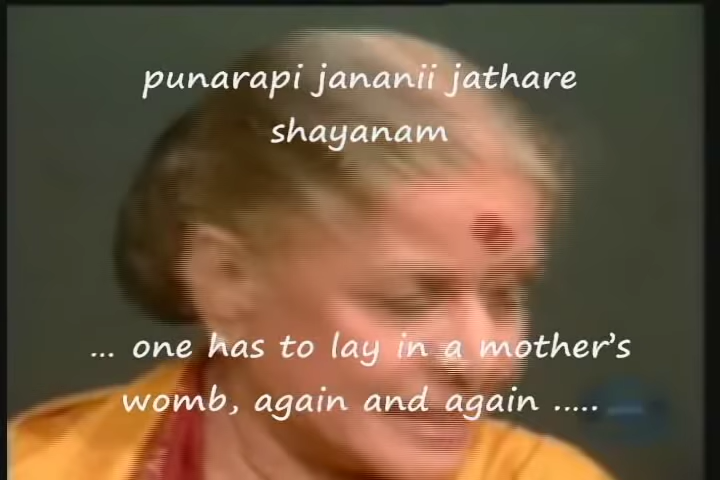 punarapi jananii jathare
shayanam
... one has to lay in a mother's
womb, again and again .....